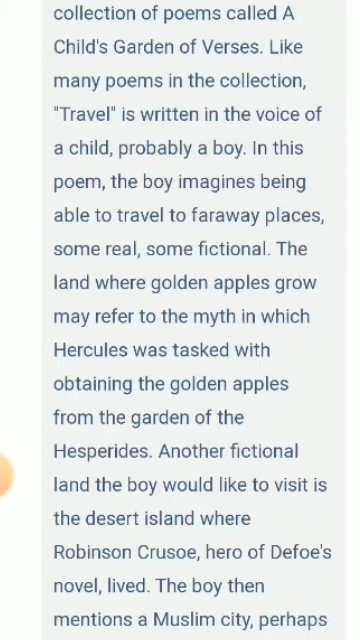 collection of poems called A
Child's Garden of Verses. Like
many poems in the collection,
"Travel" is written in the voice of
a child, probably a boy. In this
poem, the boy imagines being
able to travel to faraway places,
some real, some fictional. The
land where golden apples grow
may refer to the myth in which
Hercules was tasked with
obtaining the golden apples
from the garden of the
Hesperides. Another fictional
land the boy would like to visit is
the desert island where
Robinson Crusoe, hero of Defoe's
novel, lived. The boy then
mentions a Muslim city, perhaps